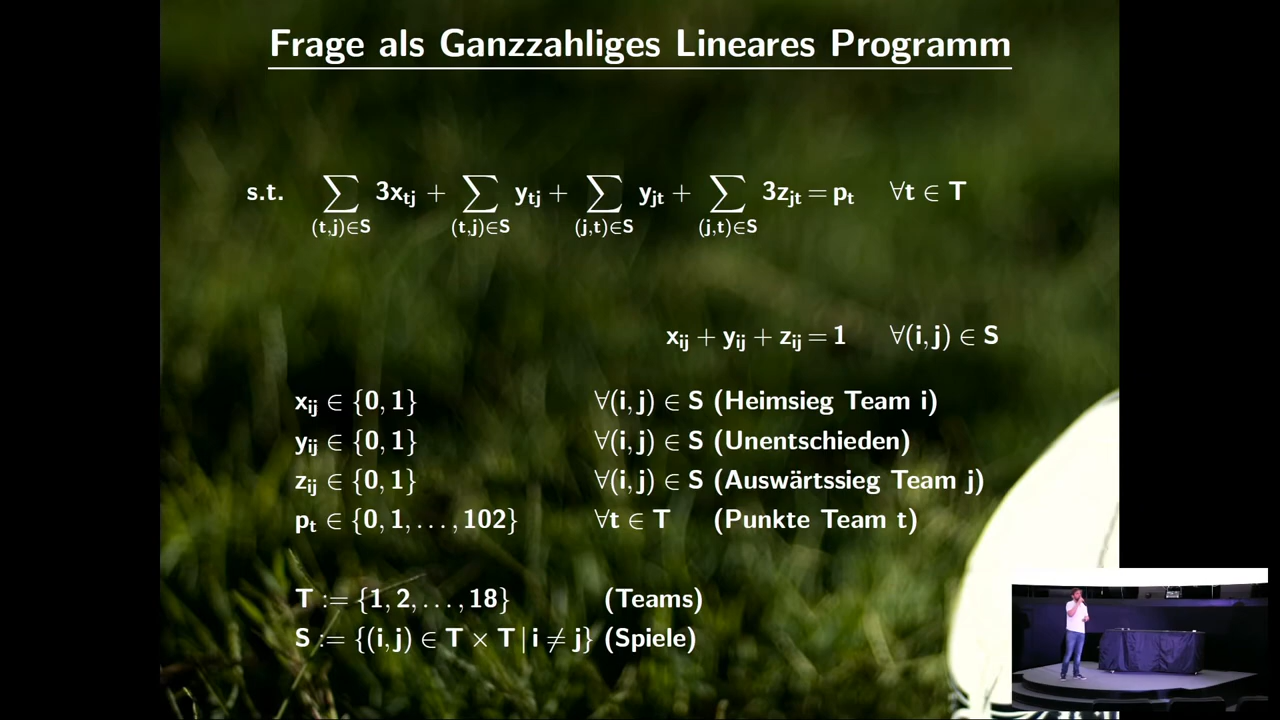 Frage als Ganzzahliges Lineares Programm
s.t. ∑_{(t,j)∈S} 3x_{tj} + ∑_{(t,j)∈S} y_{tj} + ∑_{(j,t)∈S} y_{jt} + ∑_{(j,t)∈S} 3z_{jt} = p_t ∀t ∈ T
x_{ij} + y_{ij} + z_{ij} = 1 ∀(i, j) ∈ S
x_{ij} ∈ {0, 1} ∀(i, j) ∈ S (Heimsieg Team i)
y_{ij} ∈ {0, 1} ∀(i, j) ∈ S (Unentschieden)
z_{ij} ∈ {0, 1} ∀(i, j) ∈ S (Auswärtssieg Team j)
p_t ∈ {0, 1, . . . , 102} ∀t ∈ T (Punkte Team t)
T := {1, 2, . . . , 18} (Teams)
S := {(i, j) ∈ T × T | i ≠ j} (Spiele)